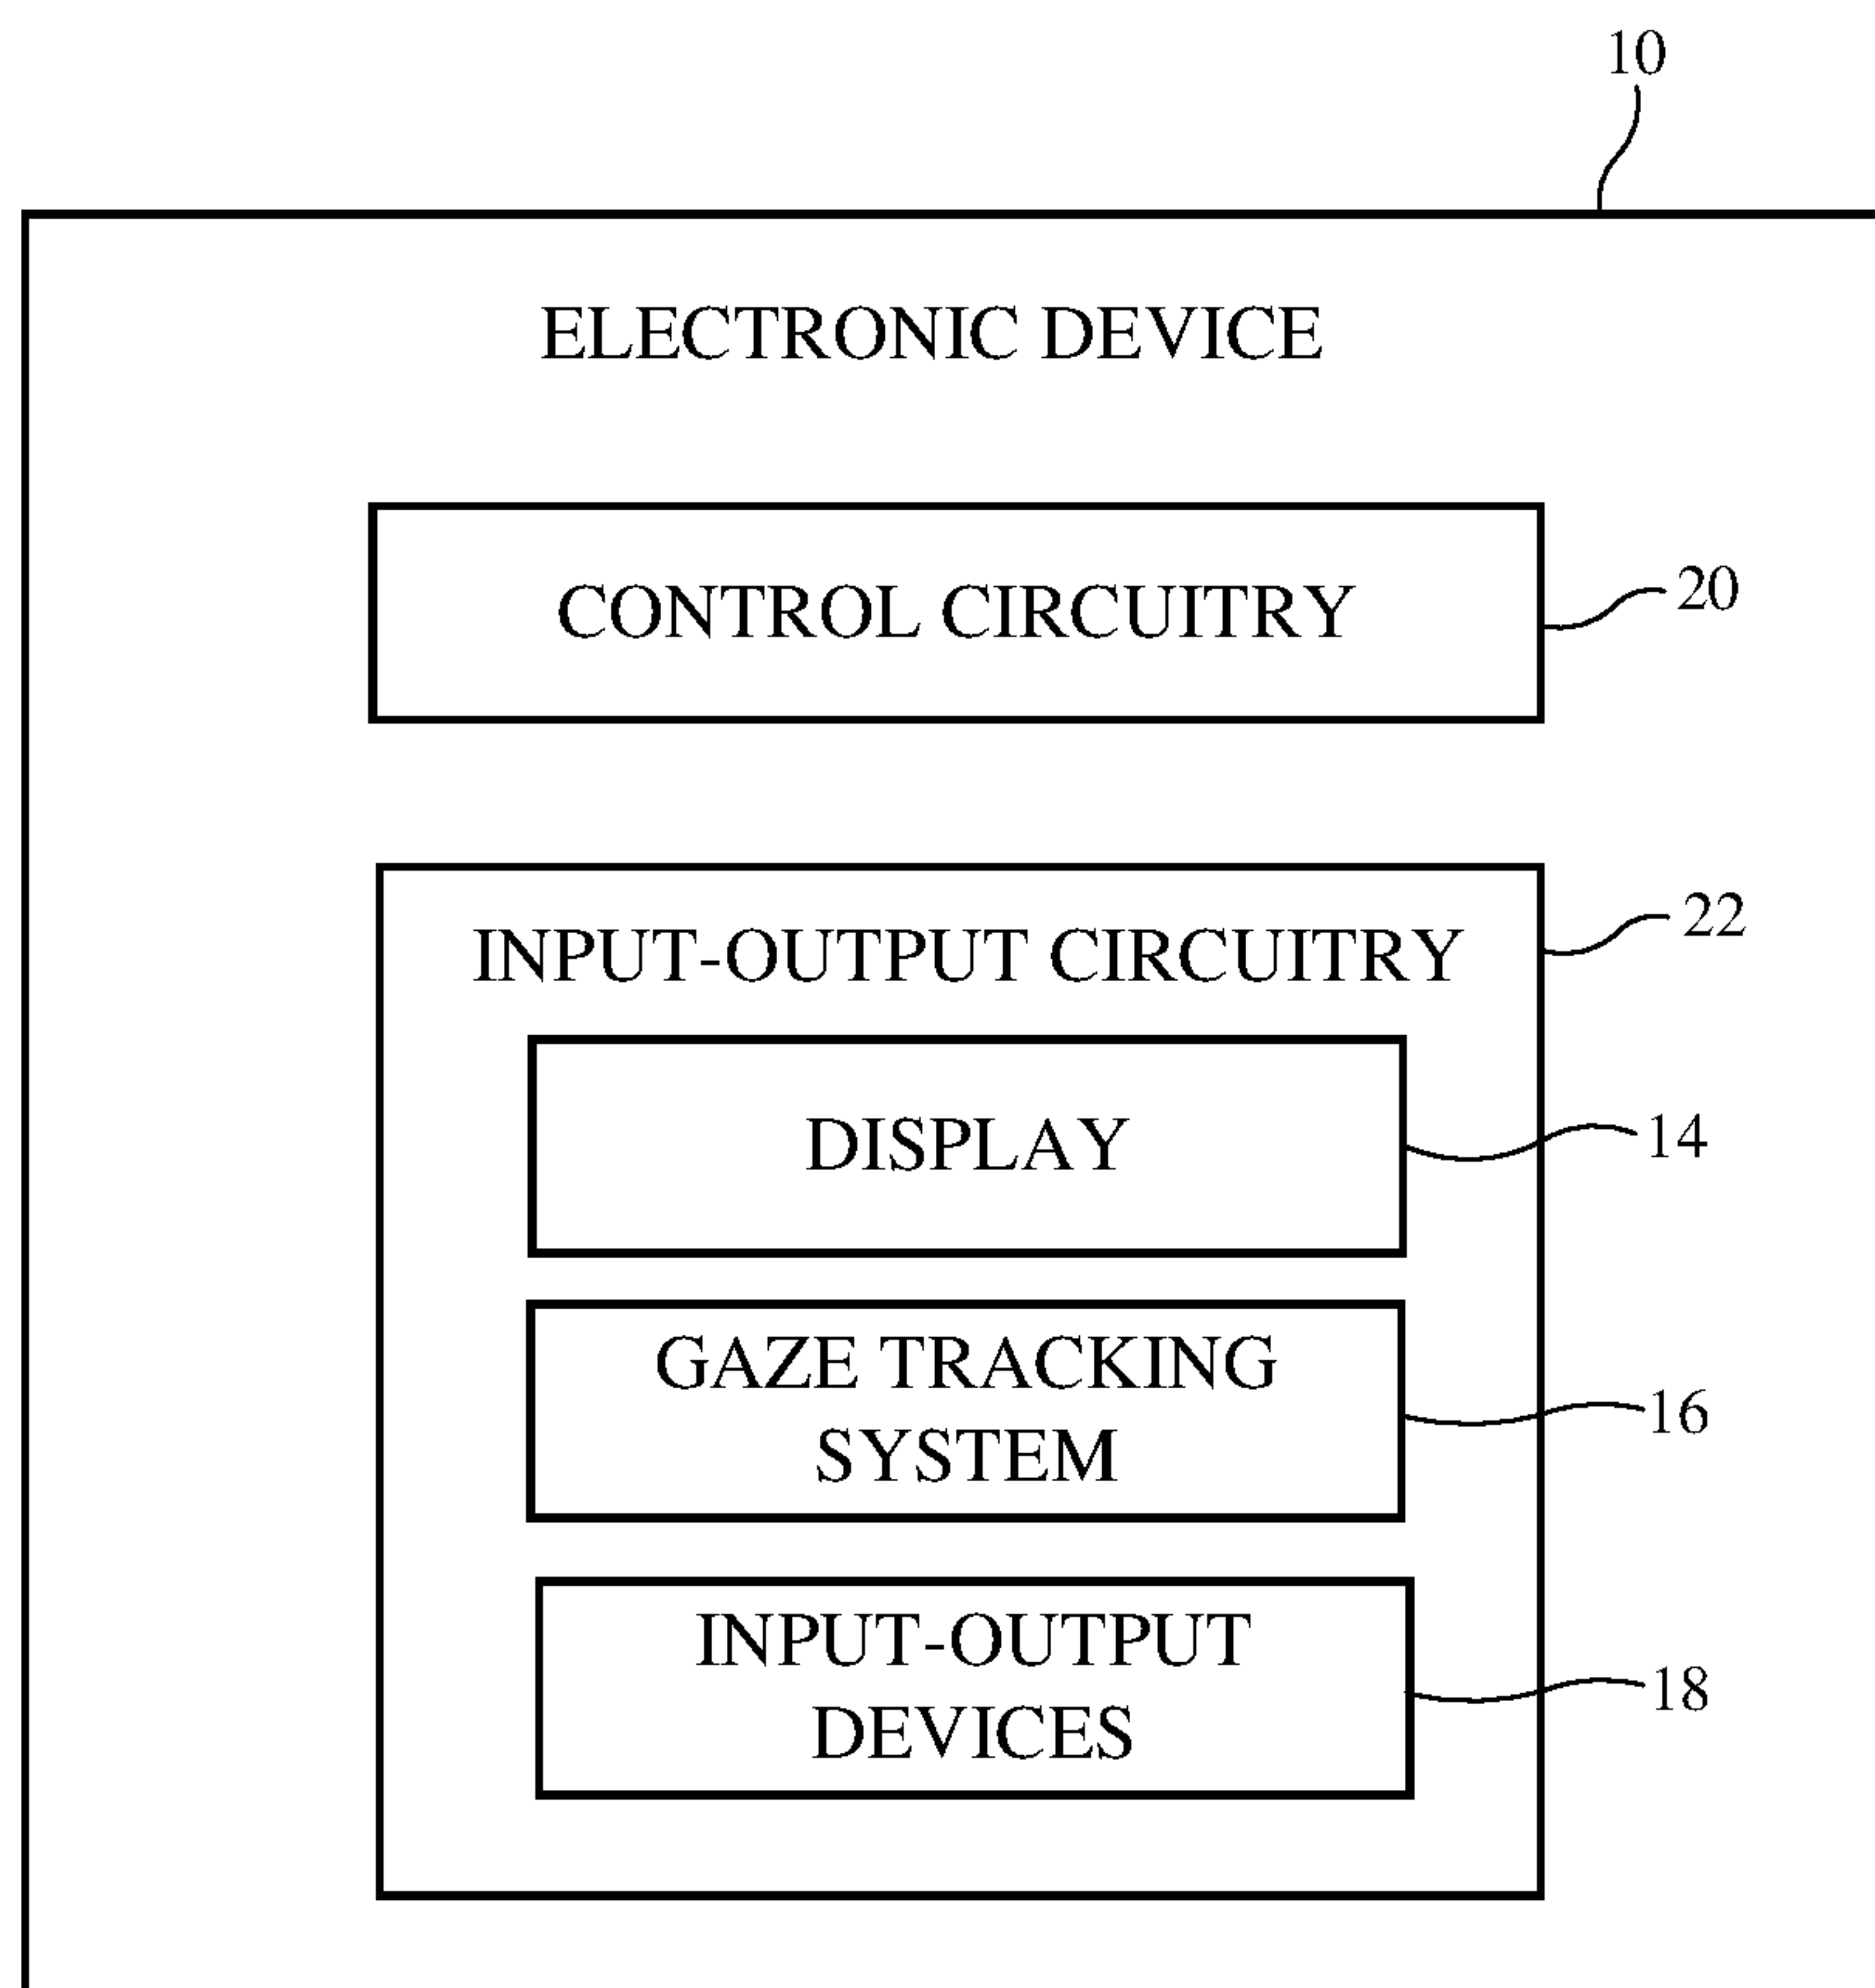 10
ELECTRONIC DEVICE
CONTROL CIRCUITRY
20
INPUT-OUTPUT CIRCUITRY
22
DISPLAY
14
GAZE TRACKING
SYSTEM
16
INPUT-OUTPUT
DEVICES
18